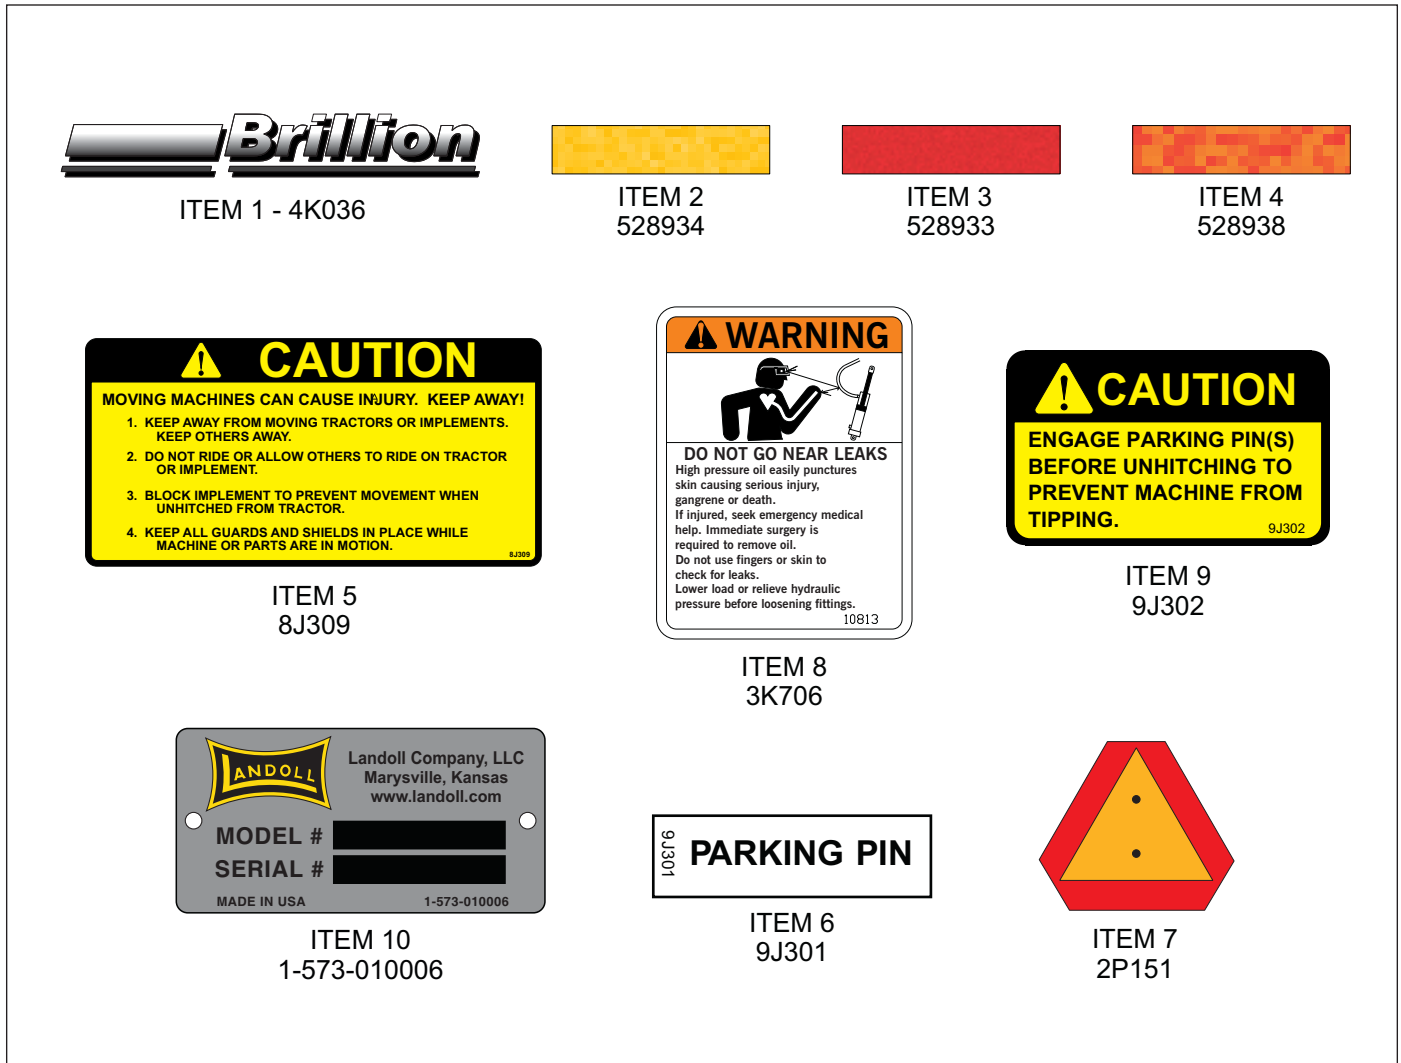 Brillion
ITEM 1 - 4K036
ITEM 2
528934
ITEM 3
528933
ITEM 4
528938
CAUTION
MOVING MACHINES CAN CAUSE INJURY. KEEP AWAY!
1. KEEP AWAY FROM MOVING TRACTORS OR IMPLEMENTS.
KEEP OTHERS AWAY.
2. DO NOT RIDE OR ALLOW OTHERS TO RIDE ON TRACTOR
OR IMPLEMENT.
3. BLOCK IMPLEMENT TO PREVENT MOVEMENT WHEN
UNHITCHED FROM TRACTOR.
4. KEEP ALL GUARDS AND SHIELDS IN PLACE WHILE
MACHINE OR PARTS ARE IN MOTION.
8J309
ITEM 5
8J309
WARNING
DO NOT GO NEAR LEAKS
High pressure oil easily punctures
skin causing serious injury,
gangrene or death.
If injured, seek emergency medical
help. Immediate surgery is
required to remove oil.
Do not use fingers or skin to
check for leaks.
Lower load or relieve hydraulic
pressure before loosening fittings.
10813
ITEM 8
3K706
CAUTION
ENGAGE PARKING PIN(S)
BEFORE UNHITCHING TO
PREVENT MACHINE FROM
TIPPING.
9J302
ITEM 9
9J302
LANDOLL
Landoll Company, LLC
Marysville, Kansas
www.landoll.com
MODEL #
SERIAL #
MADE IN USA
1-573-010006
ITEM 10
1-573-010006
9J301
PARKING PIN
ITEM 6
9J301
ITEM 7
2P151